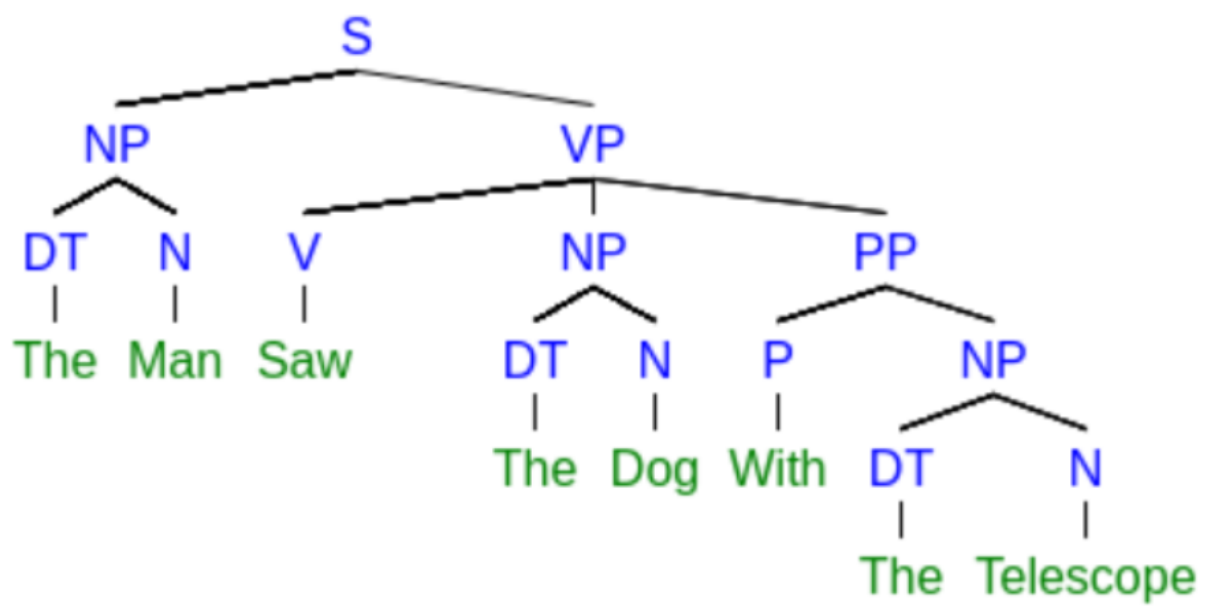 S
NP VP
DT N V NP PP
The Man Saw DT N P NP
The Dog With DT N
The Telescope